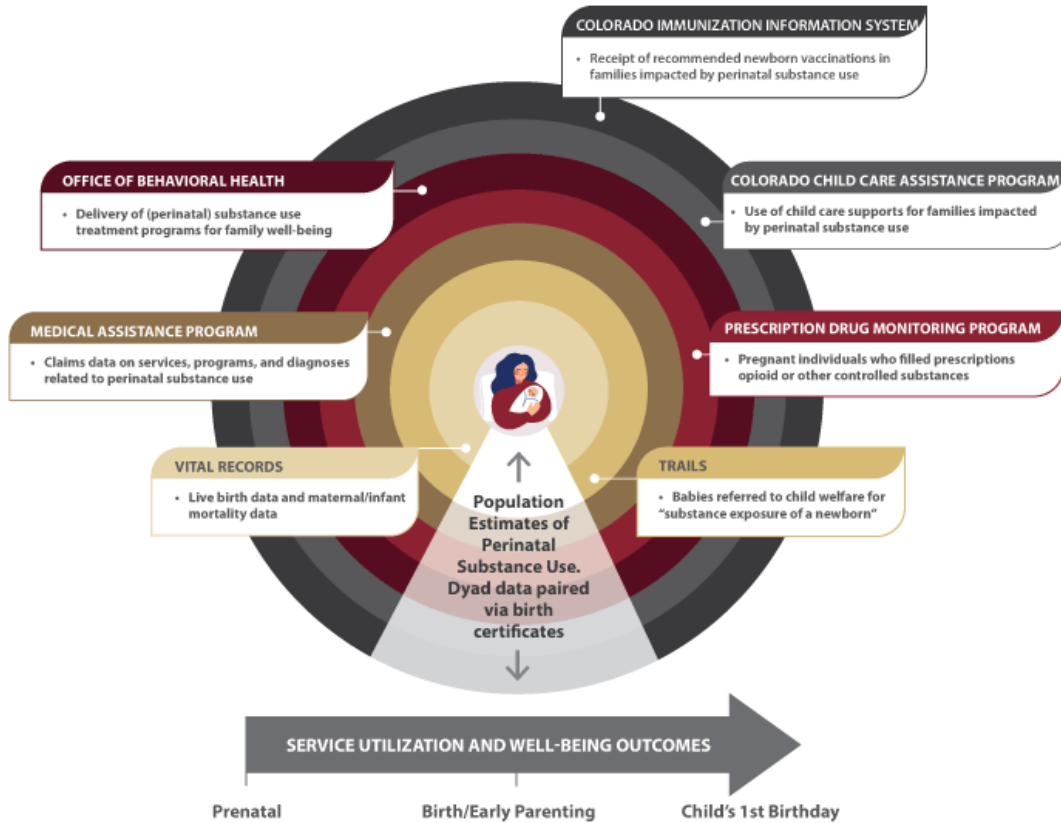 COLORADO IMMUNIZATION INFORMATION SYSTEM
• Receipt of recommended newborn vaccinations in
families impacted by perinatal substance use
OFFICE OF BEHAVIORAL HEALTH
• Delivery of (perinatal) substance use
treatment programs for family well-being
COLORADO CHILD CARE ASSISTANCE PROGRAM
• Use of child care supports for families impacted
by perinatal substance use
MEDICAL ASSISTANCE PROGRAM
• Claims data on services, programs, and diagnoses
related to perinatal substance use
PRESCRIPTION DRUG MONITORING PROGRAM
• Pregnant individuals who filled prescriptions
opioid or other controlled substances
VITAL RECORDS
• Live birth data and maternal/infant
mortality data
TRAILS
• Babies referred to child welfare for
“substance exposure of a newborn”
Population
Estimates of
Perinatal
Substance Use.
Dyad data paired
via birth
certificates
SERVICE UTILIZATION AND WELL-BEING OUTCOMES
Prenatal
Birth/Early Parenting
Child’s 1st Birthday